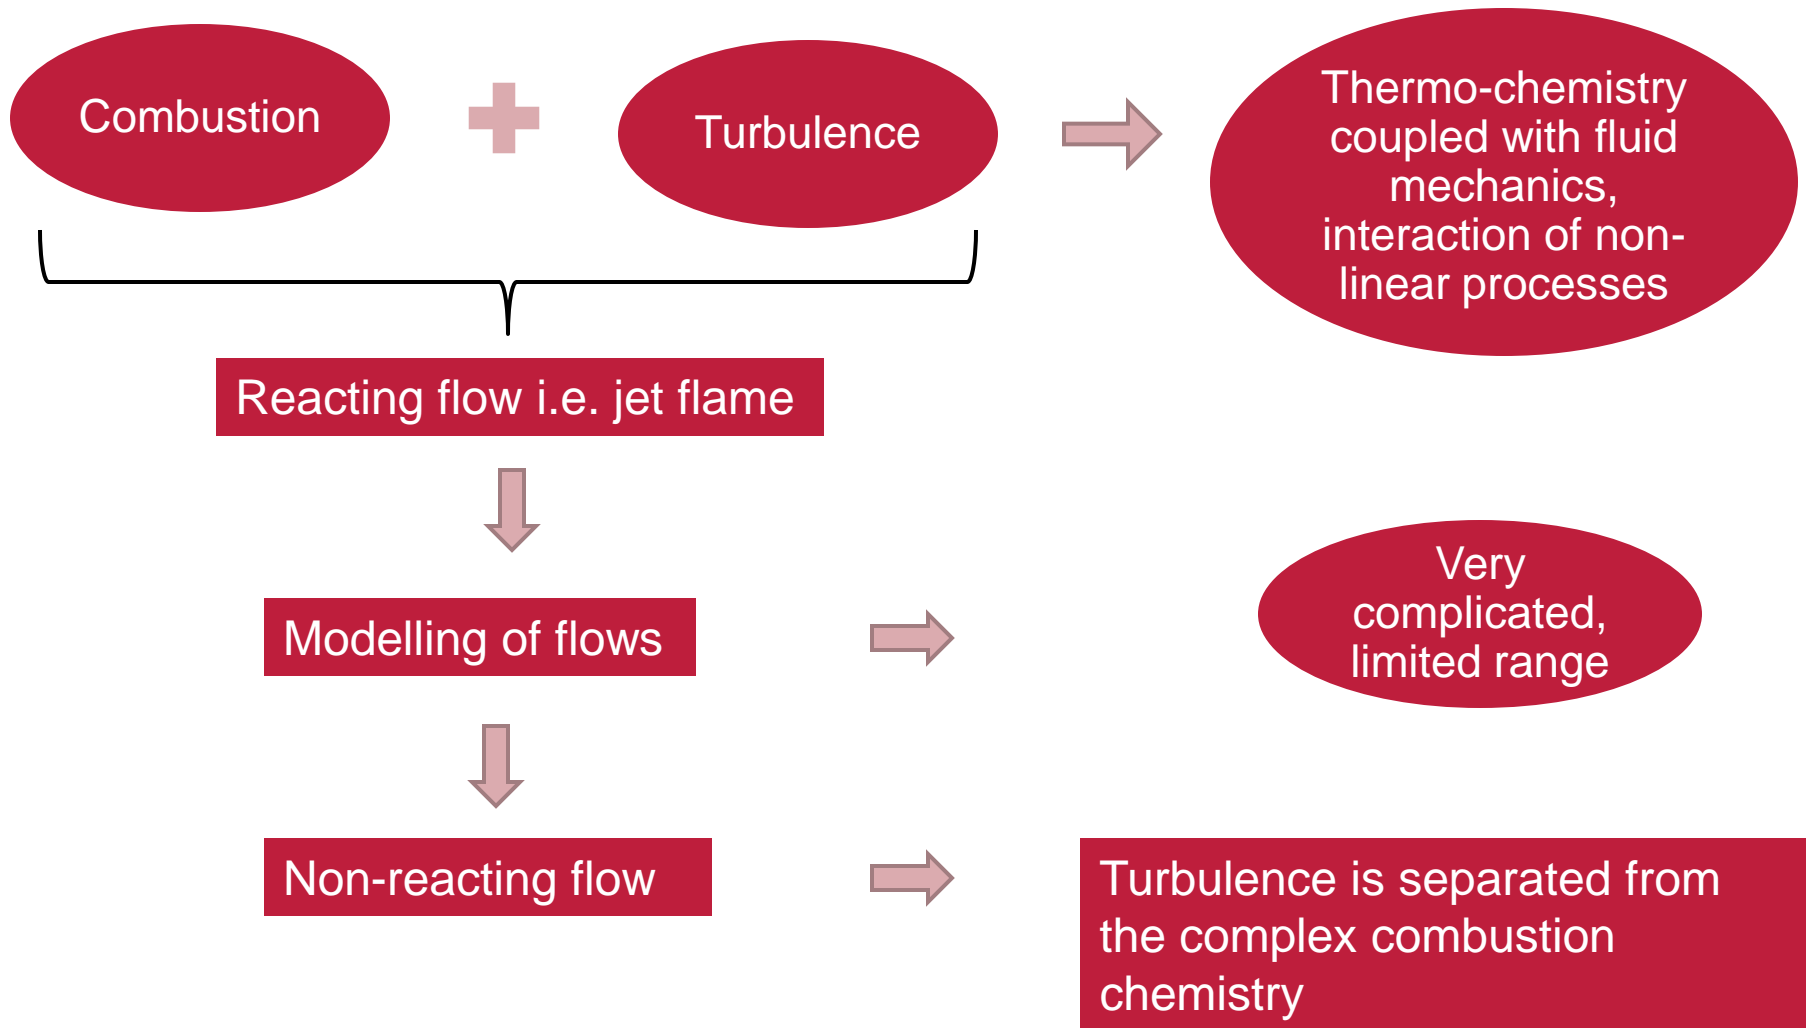 Combustion
Turbulence
Thermo-chemistry
coupled with fluid
mechanics,
interaction of non-
linear processes
Reacting flow i.e. jet flame
Modelling of flows
Very
complicated,
limited range
Non-reacting flow
Turbulence is separated from
the complex combustion
chemistry